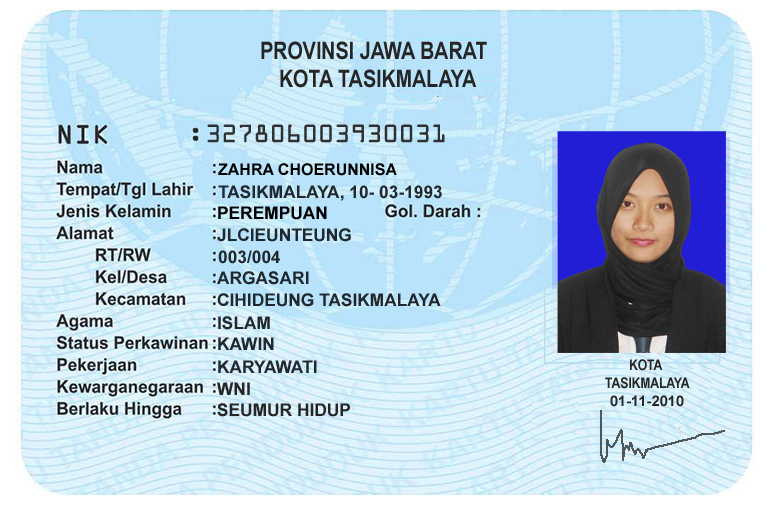 PROVINSI JAWA BARAT
KOTA TASIKMALAYA
NIK :3278060039300​31
Nama :ZAHRA CHOERUNNISA
Tempat/Tgl Lahir :TASIKMALAYA, 10- 03-1993
Jenis Kelamin :PEREMPUAN Gol. Darah :
Alamat :JLCIEUNTEUNG
RT/RW :003/004
Kel/Desa :ARGASARI
Kecamatan :CIHIDEUNG TASIKMALAYA
Agama :ISLAM
Status Perkawinan :KAWIN
Pekerjaan :KARYAWATI
Kewarganegaraan :WNI
Berlaku Hingga :SEUMUR HIDUP
KOTA
TASIKMALAYA
01-11-2010